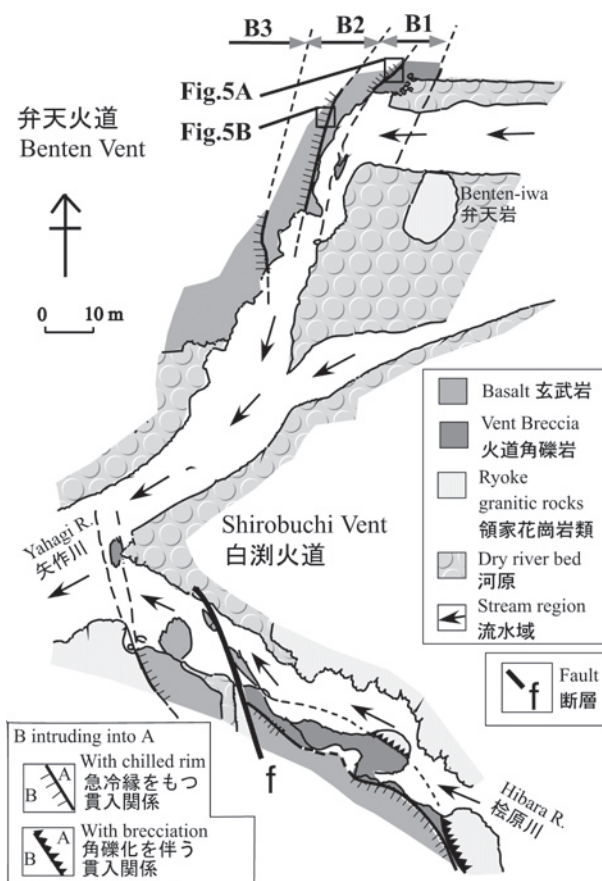 B3 B2 B1
Fig.5A
Fig.5B
弁天火道
Benten Vent
Benten-iwa
弁天岩
0 10 m
Basalt 玄武岩
Vent Breccia
火道角礫岩
Ryoke
granitic rocks
領家花崗岩類
Dry river bed
河原
Stream region
流水域
Yahagi R.
矢作川
Shirobuchi Vent
白渕火道
f
Fault
断層
B intruding into A
A
B
With chilled rim
急冷縁をもつ
貫入関係
A
B
With brecciation
角礫化を伴う
貫入関係
f
Hibara R.
桧原川